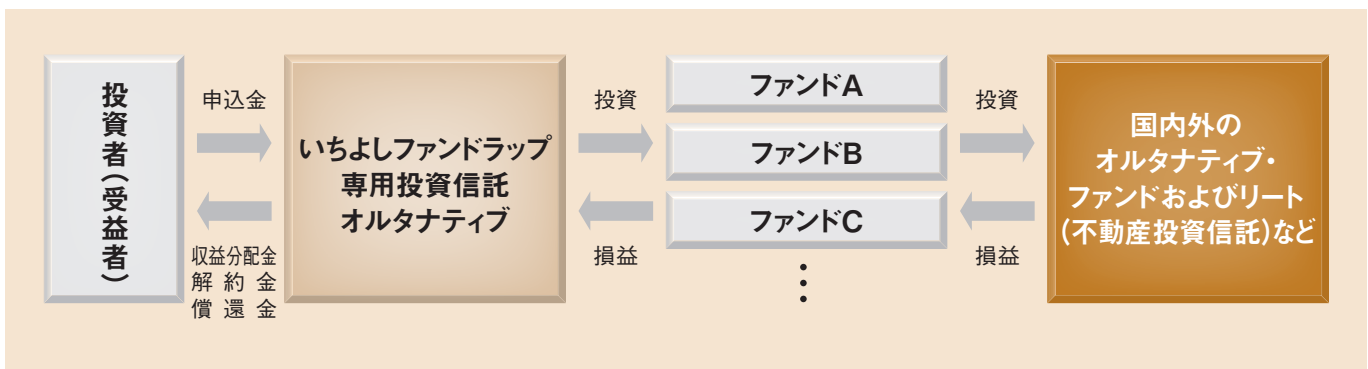 投資者（受益者）
申込金
収益分配金
解約金
償還金
いちよしファンドラップ
専用投資信託
オルタナティブ
投資
損益
ファンドA
ファンドB
ファンドC
⋮
投資
損益
国内外の
オルタナティブ・
ファンドおよびリート
(不動産投資信託)など